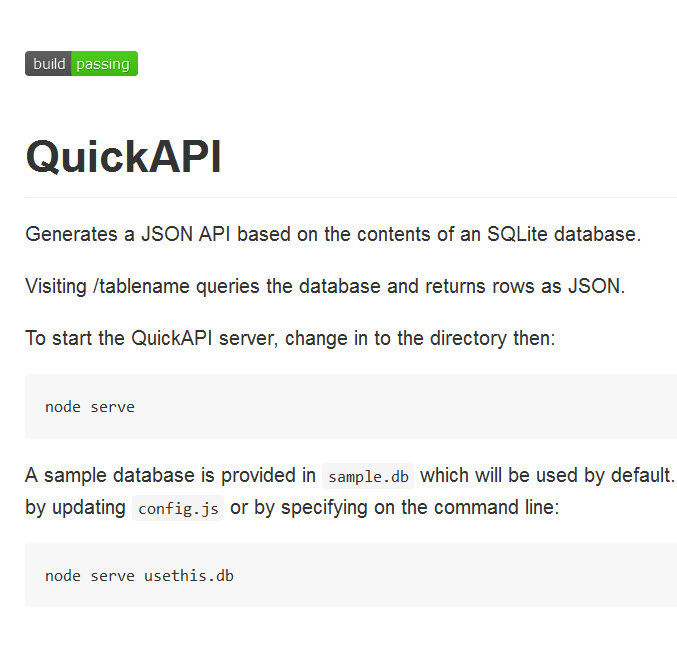 build passing
QuickAPI
Generates a JSON API based on the contents of an SQLite database.
Visiting /tablename queries the database and returns rows as JSON.
To start the QuickAPI server, change in to the directory then:
node serve
A sample database is provided in sample.db which will be used by default.
by updating config.js or by specifying on the command line:
node serve usethis.db